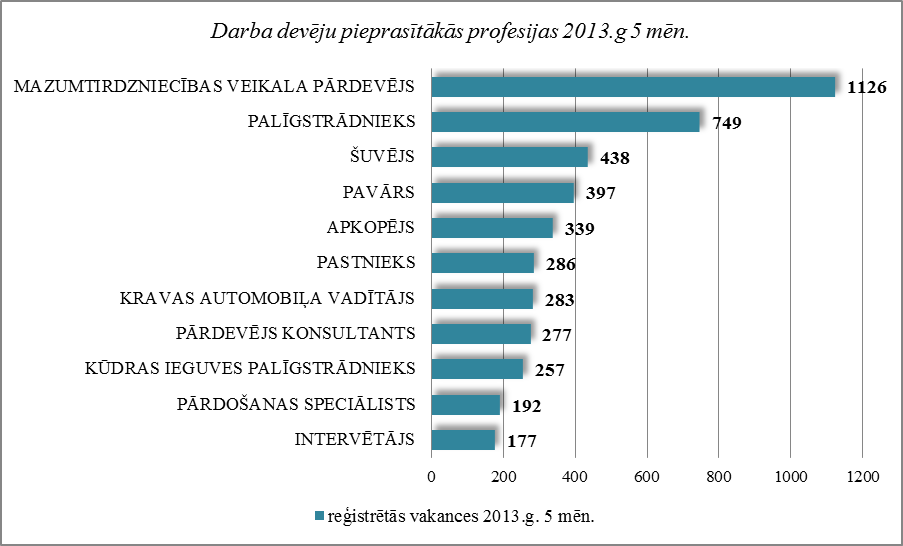 Darba devēju pieprasītākās profesijas 2013.g 5 mēn.
MAZUMTIRDZNIECĪBAS VEIKALA PĀRDEVĒJS 1126
PALĪGSTRĀDNIEKS 749
ŠUVĒJS 438
PAVĀRS 397
APKOPĒJS 339
PASTNIEKS 286
KRAVAS AUTOMOBIĻA VADĪTĀJS 283
PĀRDEVĒJS KONSULTANTS 277
KŪDRAS IEGUVES PALĪGSTRĀDNIEKS 257
PĀRDOŠANAS SPECIĀLISTS 192
INTERVĒTĀJS 177
0 200 400 600 800 1000 1200
reģistrētās vakances 2013.g. 5 mēn.